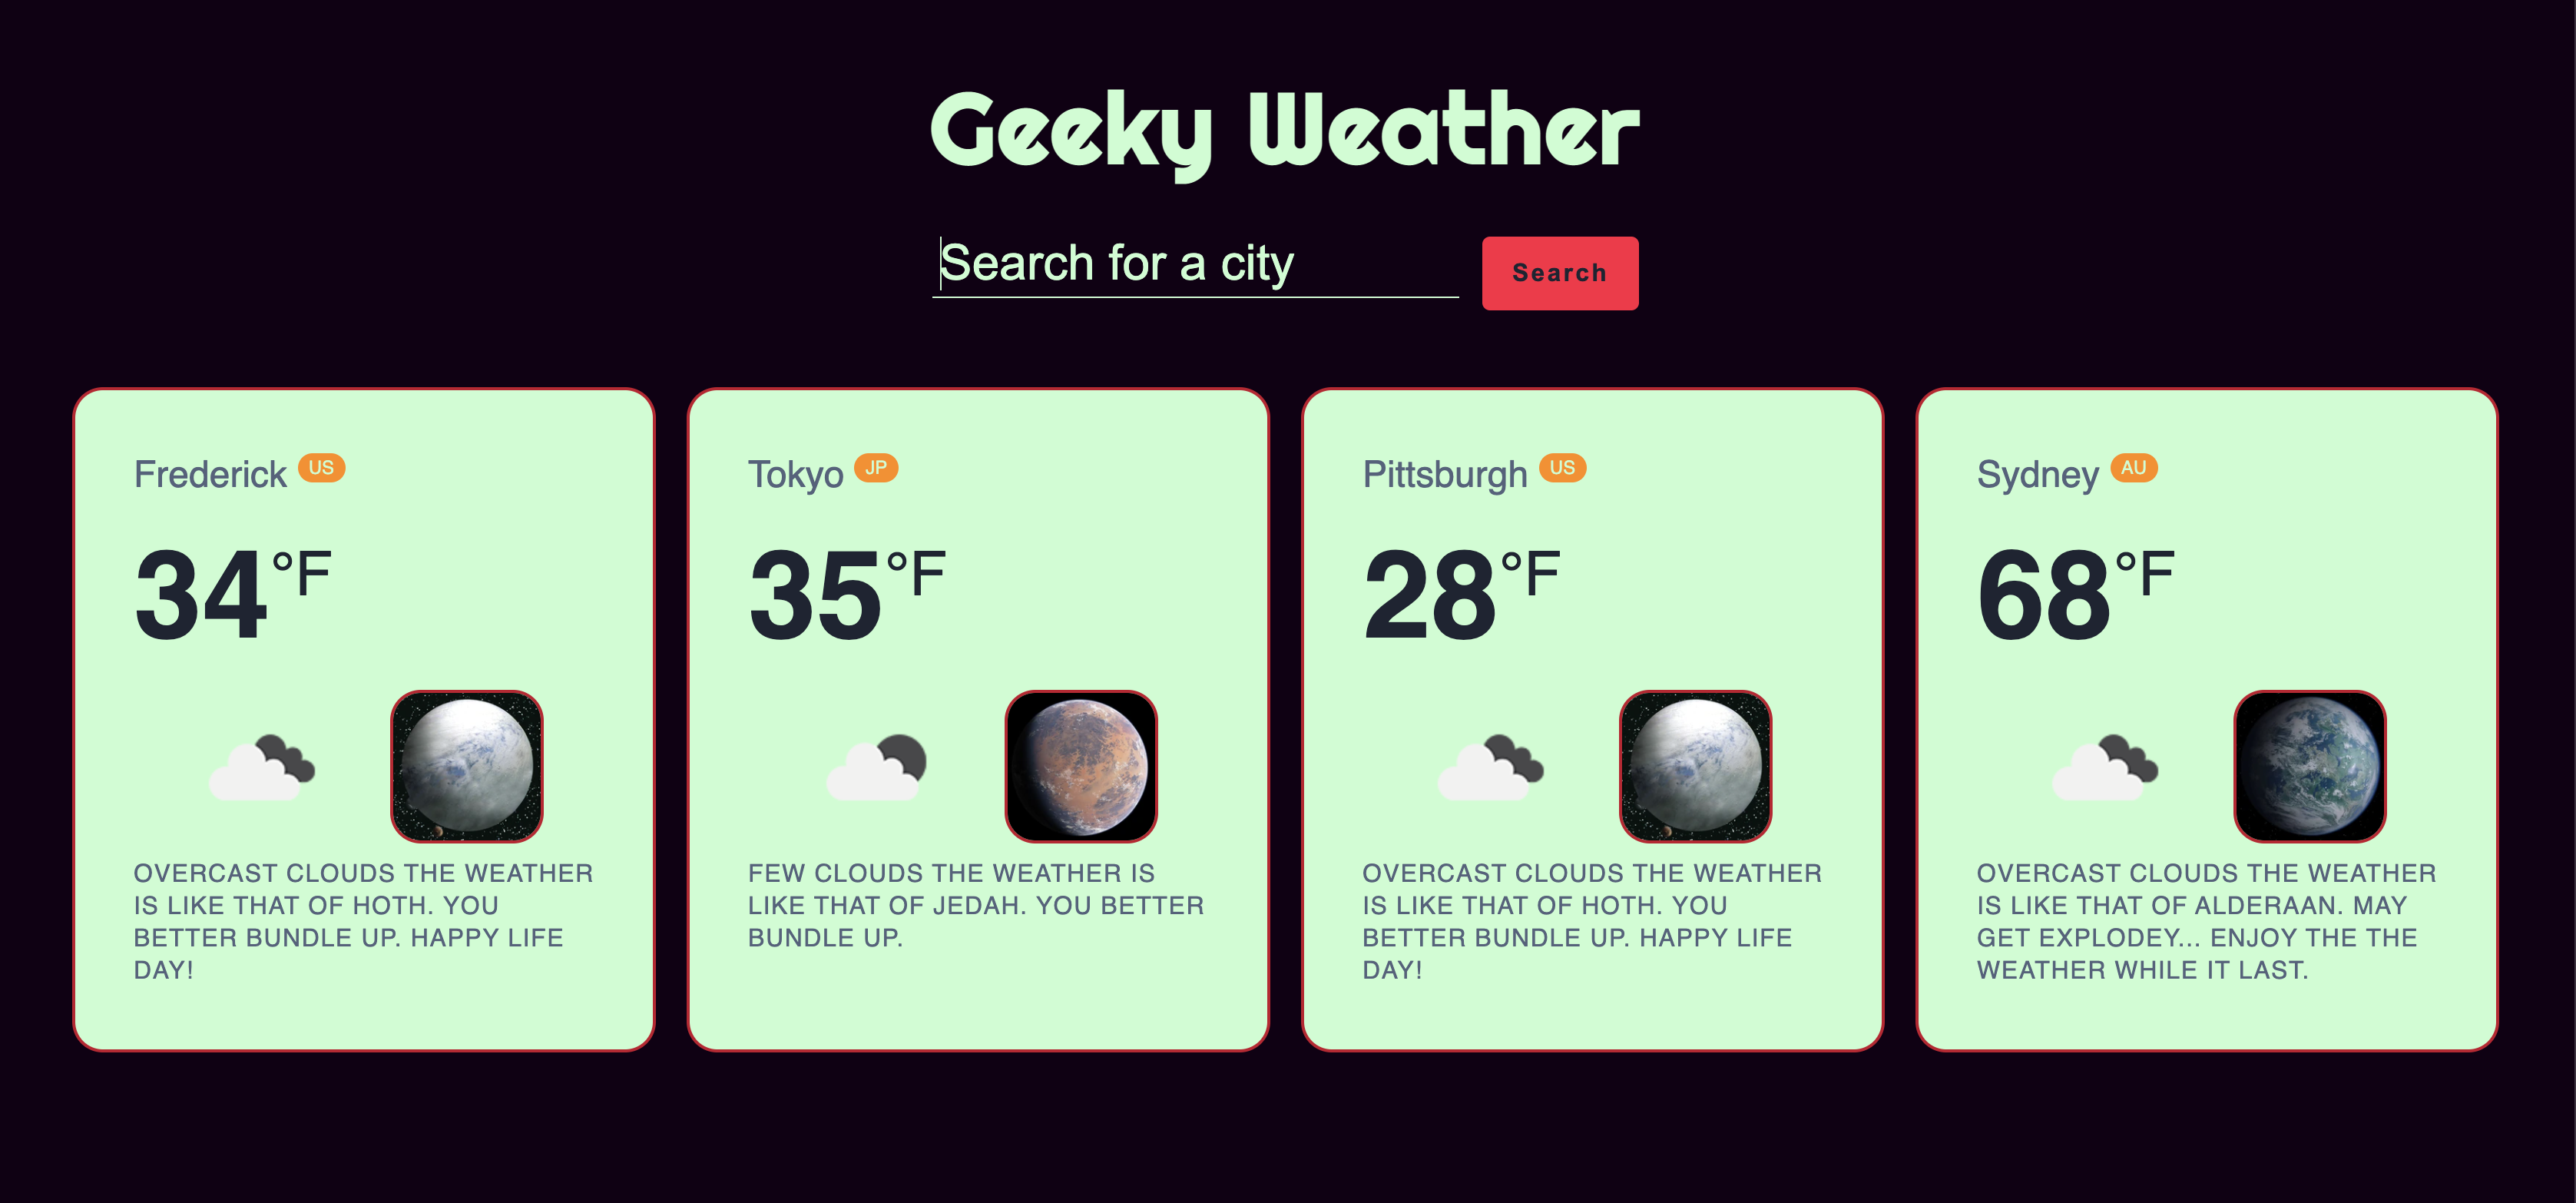 Geeky Weather
Search for a city
Search
Frederick US
34°F
OVERCAST CLOUDS THE WEATHER
IS LIKE THAT OF HOTH. YOU
BETTER BUNDLE UP. HAPPY LIFE
DAY!
Tokyo JP
35°F
FEW CLOUDS THE WEATHER IS
LIKE THAT OF JEDAH. YOU BETTER
BUNDLE UP.
Pittsburgh US
28°F
OVERCAST CLOUDS THE WEATHER
IS LIKE THAT OF HOTH. YOU
BETTER BUNDLE UP. HAPPY LIFE
DAY!
Sydney AU
68°F
OVERCAST CLOUDS THE WEATHER
IS LIKE THAT OF ALDERAAN. MAY
GET EXPLODEY... ENJOY THE THE
WEATHER WHILE IT LAST.